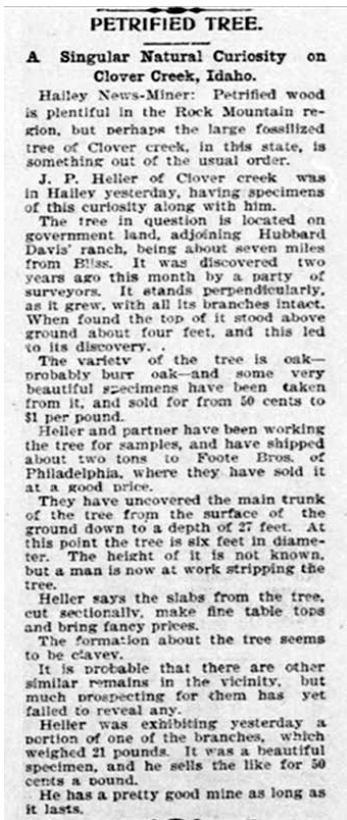 PETRIFIED TREE.
A Singular Natural Curiosity on
Clover Creek, Idaho.
Hailey News-Miner: Petrified wood
is plentiful in the Rock Mountain re-
gion, but perhaps the large fossilized
tree of Clover creek, in this state, is
something out of the usual order.
J. P. Heller of Clover creek was
in Hailey yesterday, having specimens
of this curiosity along with him.
The tree in question is located on
government land, adjoining Hubbard
Davis' ranch, being about seven miles
from Bliss. It was discovered two
years ago this month by a party of
surveyors. It stands perpendicularly,
as it grew, with all its branches intact.
When found the top of it stood above
ground about four feet, and this led
to its discovery. .
The variety of the tree is oak—
probably burr oak—and some very
beautiful specimens have been taken
from it, and sold for from 50 cents to
$1 per pound.
Heller and partner have been working
the tree for samples, and have shipped
about two tons to Foote Bros. of
Philadelphia, where they have sold it
at a good price.
They have uncovered the main trunk
of the tree from the surface of the
ground down to a depth of 27 feet. At
this point the tree is six feet in diame-
ter. The height of it is not known,
but a man is now at work stripping the
tree.
Heller says the slabs from the tree,
cut sectionally, make fine table tops
and bring fancy prices.
The formation about the tree seems
to be clayey.
It is probable that there are other
similar remains in the vicinity, but
much prospecting for them has yet
failed to reveal any.
Heller was exhibiting yesterday a
portion of one of the branches, which
weighed 21 pounds. It was a beautiful
specimen, and he sells the like for 50
cents a pound.
He has a pretty good mine as long as
it lasts.